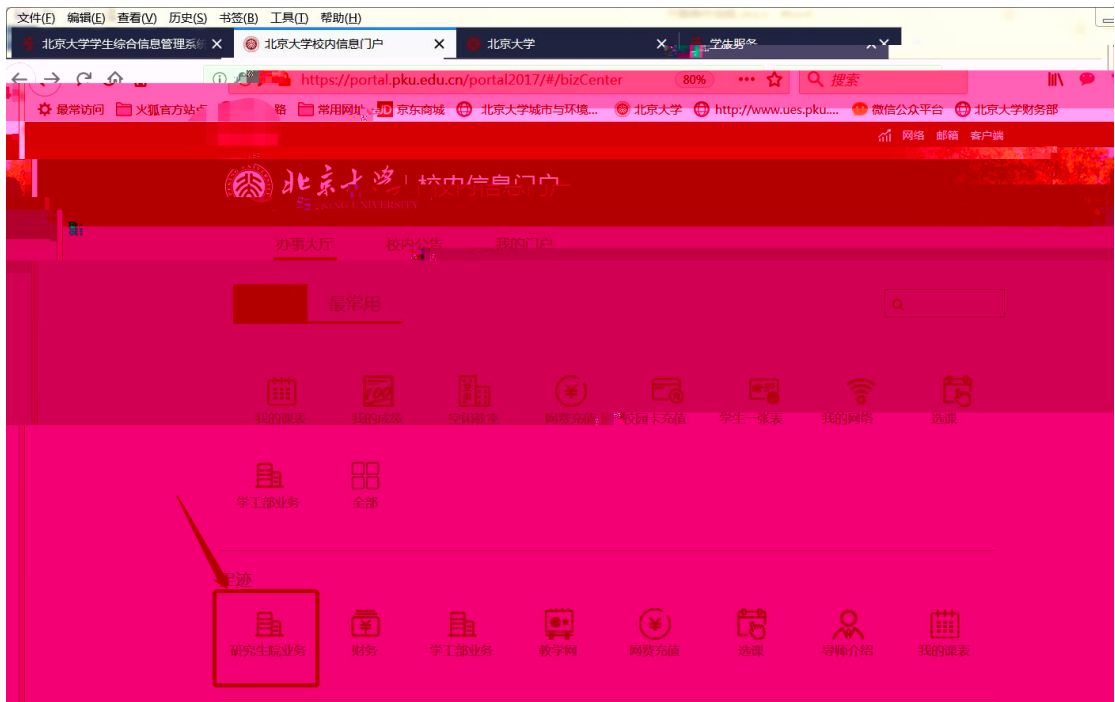 文件(F) 编辑(E) 查看(V) 历史(S) 书签(B) 工具(T) 帮助(H)
北京大学学生综合信息管理系统 × 北京大学校内信息门户 × 北京大学 × 学生服务 ×
https://portal.pku.edu.cn/portal2017/#/bizCenter 80% 搜索
最常访问 火狐官方站点 路 常用网址 JD 京东商城 北京大学城市与环境... 北京大学 http://www.ues.pku.... 微信公众平台 北京大学财务部
网络 邮箱 客户端
北京大学 校内信息门户
办事大厅 校内公告 我的门户
最常用
我的课表 我的成绩 空闲教室 网费充值 校园卡充值 学生一张表 我的网络 选课
学工部业务 全部
足迹
研究生院业务 财务 学工部业务 教学网 网费充值 选课 导师介绍 我的课表